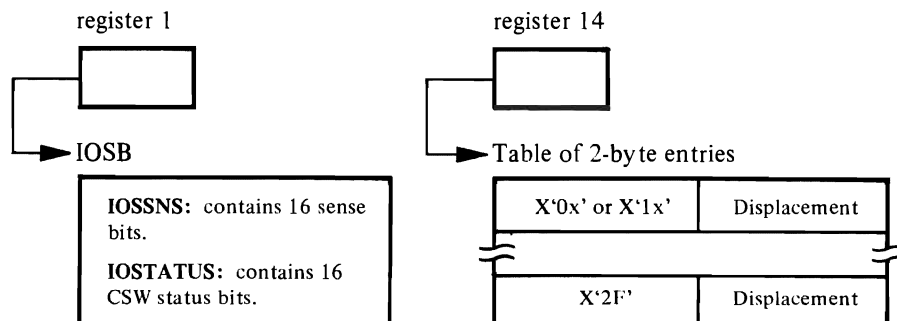 register 1
register 14
IOSB
Table of 2-byte entries
IOSSNS: contains 16 sense
bits.
IOSTATUS: contains 16
CSW status bits.
X‘0x’ or X‘1x’
Displacement
X‘2F’
Displacement